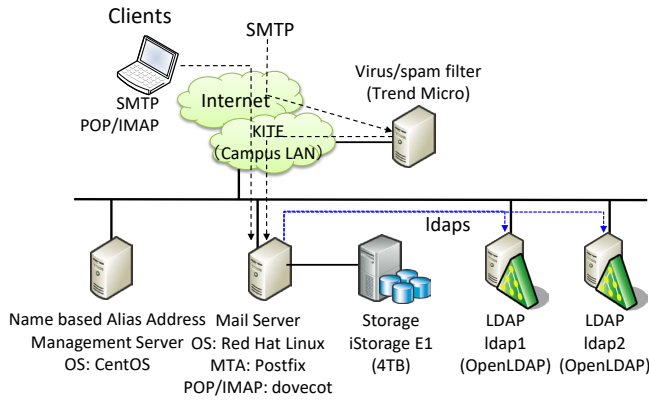 Clients
SMTP
SMTP
POP/IMAP
Virus/spam filter
(Trend Micro)
Internet
KITE
(Campus LAN)
ldaps
Name based Alias Address
Management Server
OS: CentOS
Mail Server
OS: Red Hat Linux
MTA: Postfix
POP/IMAP: dovecot
Storage
iStorage E1
(4TB)
LDAP
ldap1
(OpenLDAP)
LDAP
ldap2
(OpenLDAP)